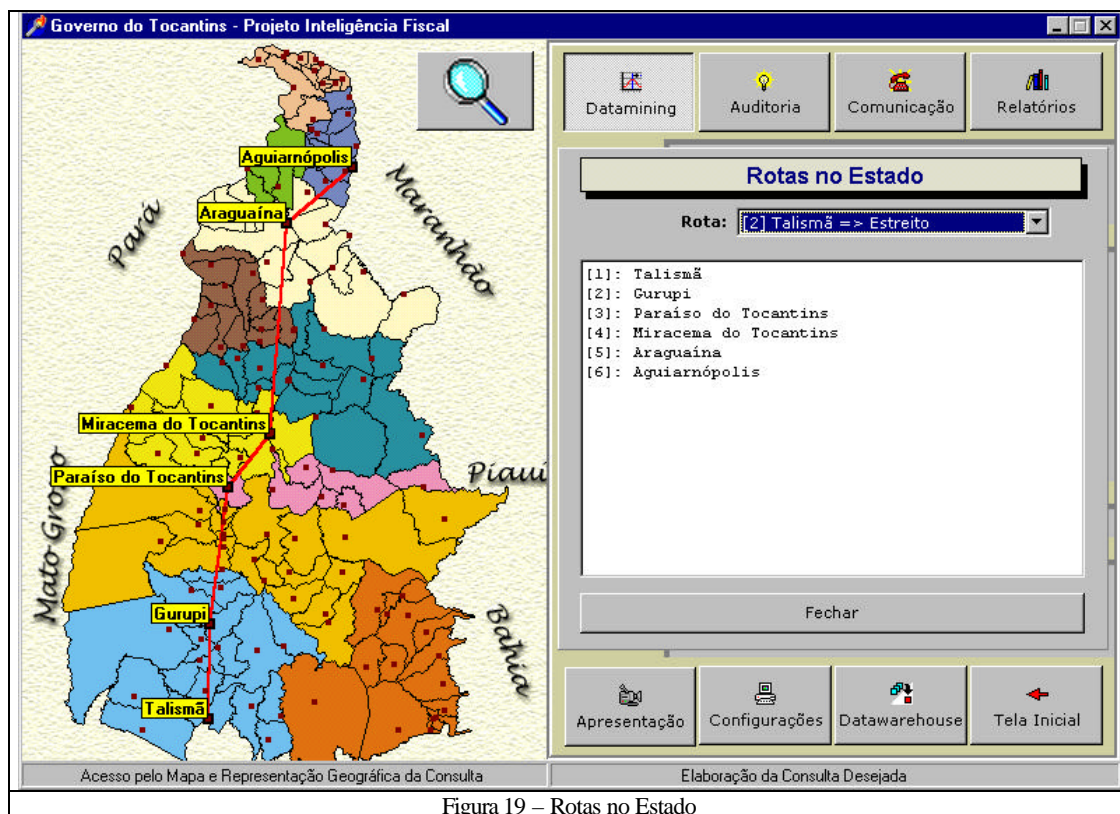 Governo do Tocantins - Projeto Inteligência Fiscal
Aguiarnópolis
Maranhão
Pará
Araguaína
Miracema do Tocantins
Piauí
Paraíso do Tocantins
Mato Grosso
Gurupi
Bahia
Talismã
Acesso pelo Mapa e Representação Geográfica da Consulta
Datamining
Auditoria
Comunicação
Relatórios
Rotas no Estado
Rota: [2] Talismã => Estreito
[1]: Talismã
[2]: Gurupi
[3]: Paraíso do Tocantins
[4]: Miracema do Tocantins
[5]: Araguaína
[6]: Aguiarnópolis
Fechar
Apresentação
Configurações
Datawarehouse
Tela Inicial
Elaboração da Consulta Desejada
Figura 19 – Rotas no Estado